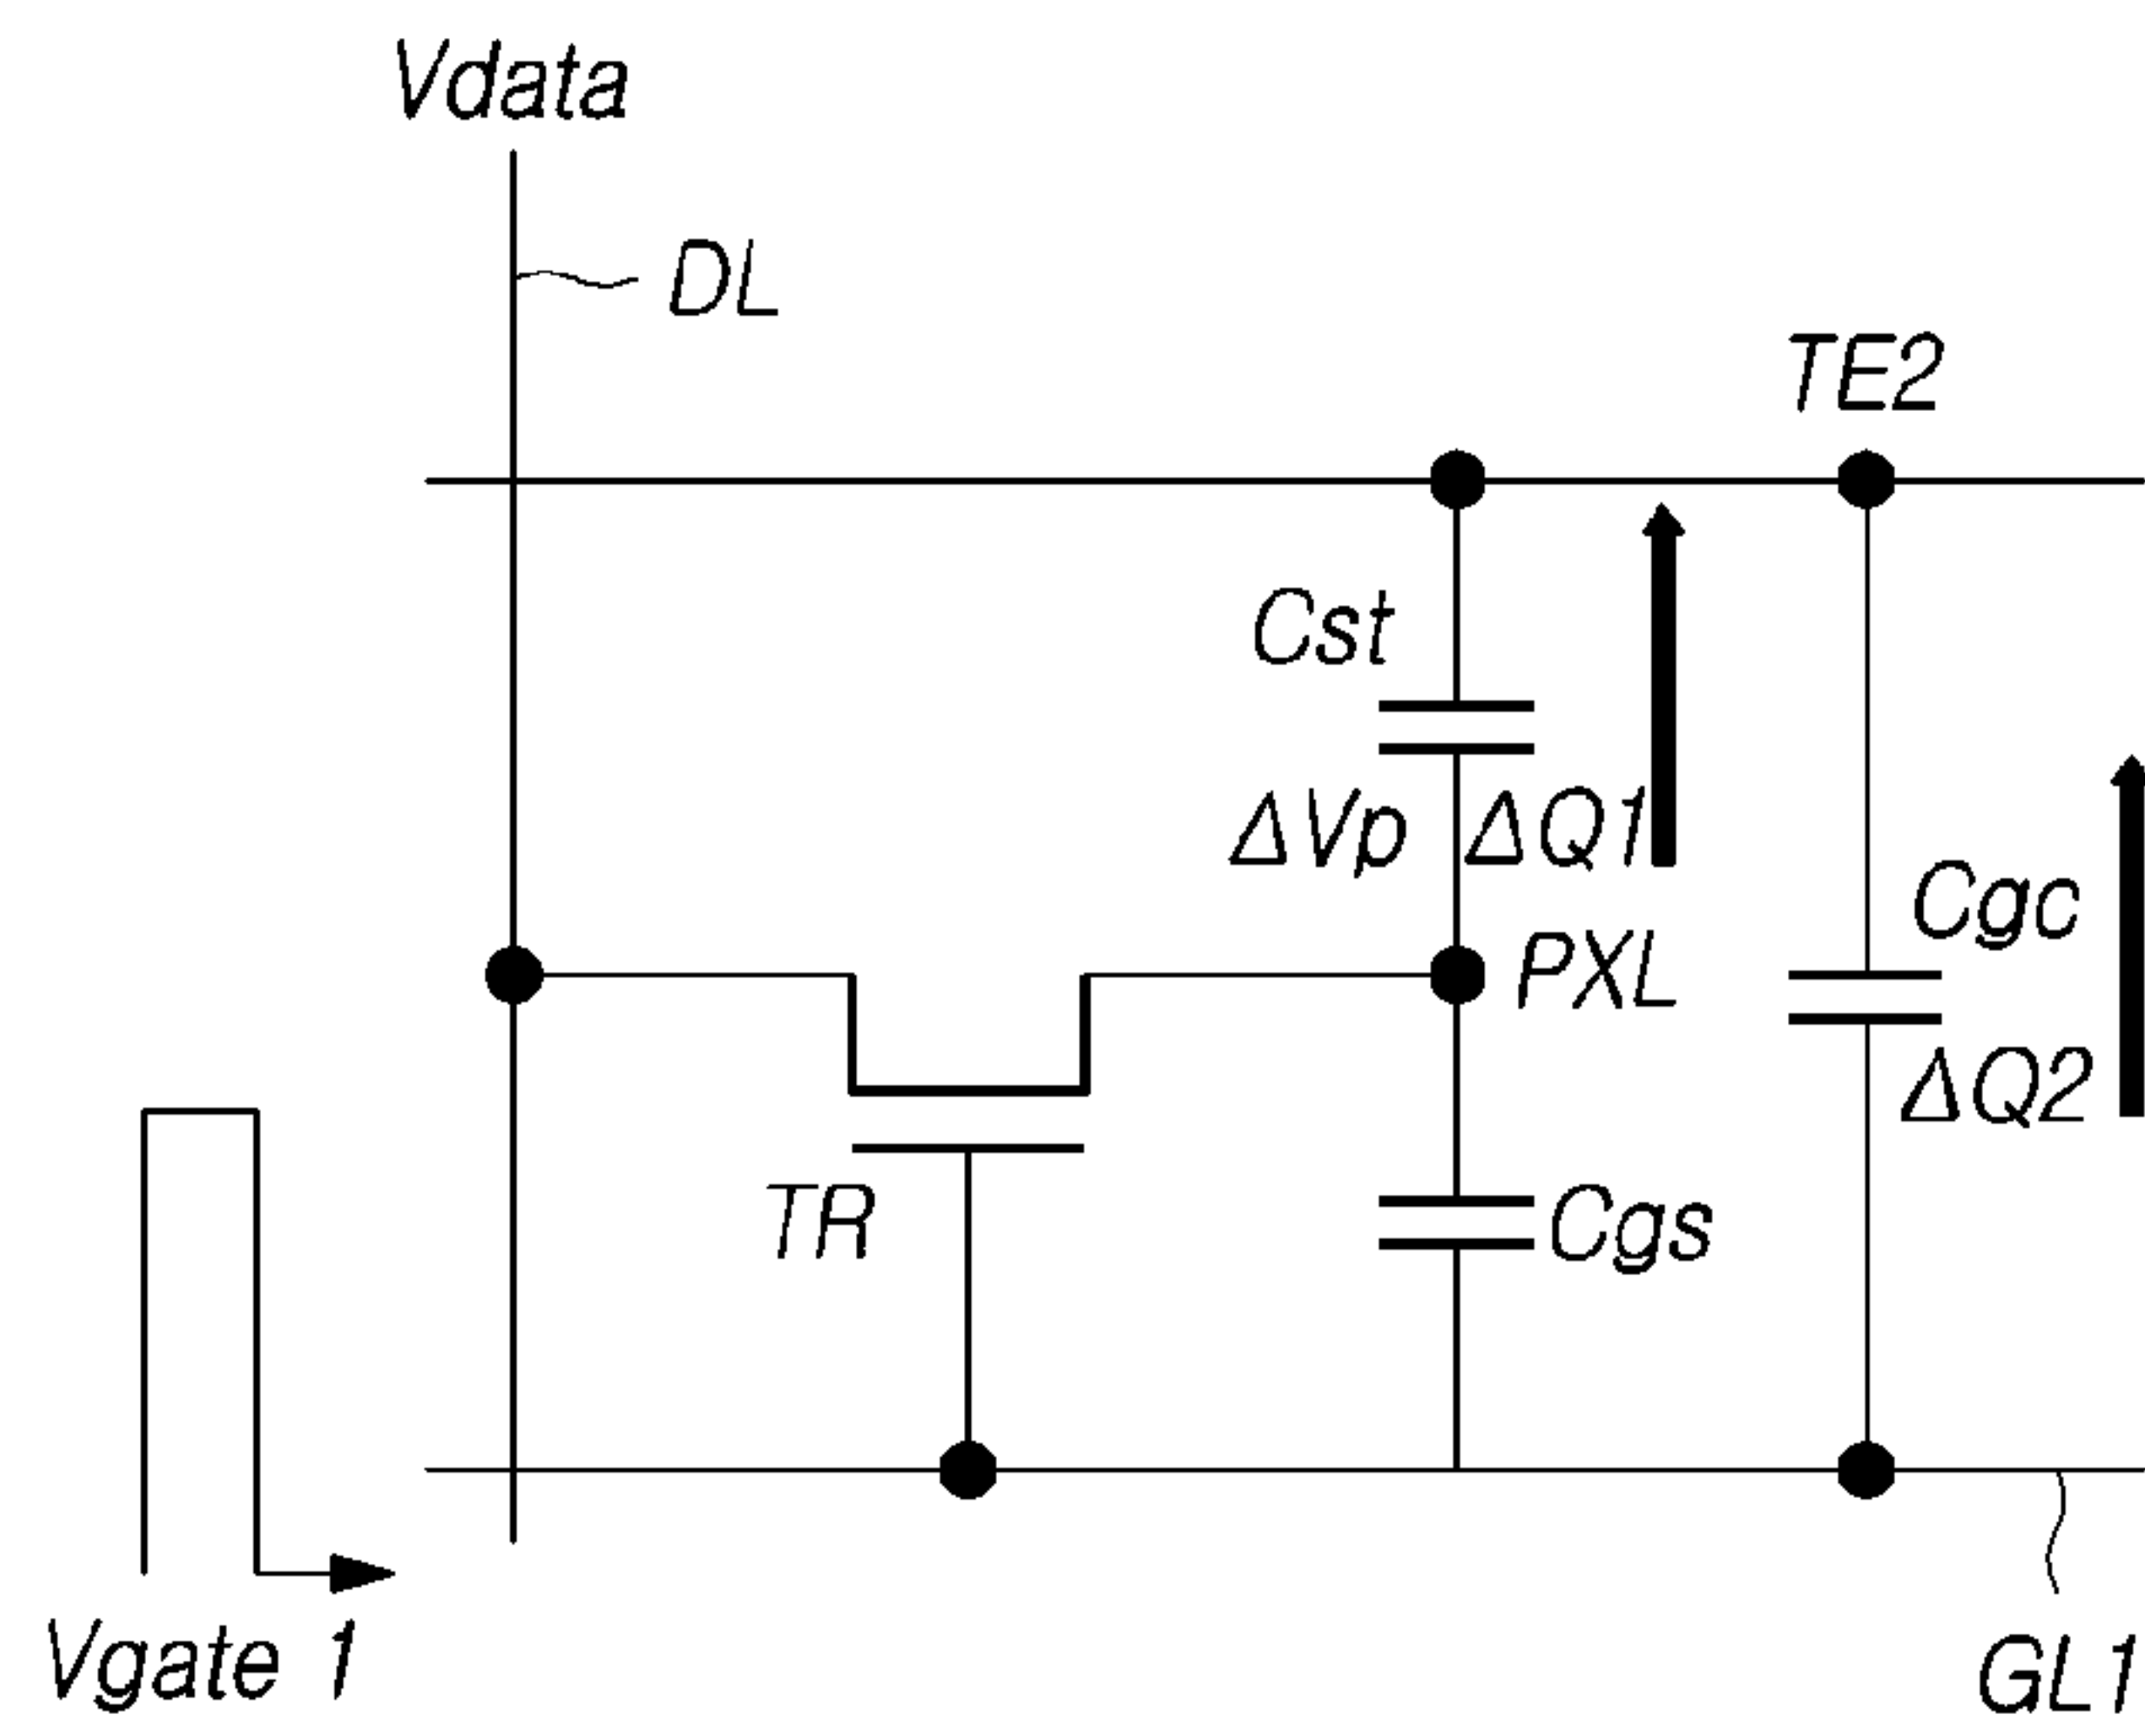 Vdata
DL
TE2
Cst
ΔVp ΔQ1
Cgc
PXL
ΔQ2
TR
Cgs
Vgate 1
GL1